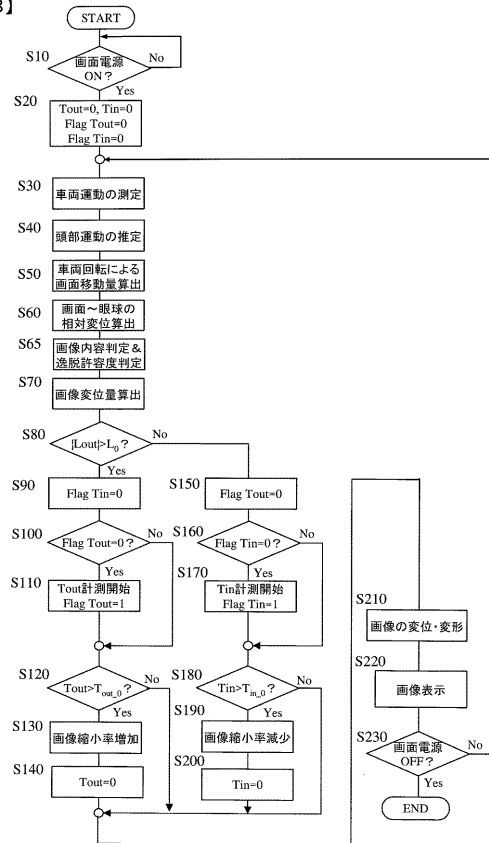 3】
START
S10
画面電源
ON?
No
Yes
S20
Tout=0, Tin=0
Flag Tout=0
Flag Tin=0
S30
車両運動の測定
S40
頭部運動の推定
S50
車両回転による
画面移動量算出
S60
画面～眼球の
相対変位算出
S65
画像内容判定&
逸脱許容度判定
S70
画像変位量算出
S80
|Lout|>L0?
No
Yes
S90
Flag Tin=0
S100
Flag Tout=0?
No
Yes
S110
Tout計測開始
Flag Tout=1
S120
Tout>Tout_0?
No
Yes
S130
画像縮小率増加
S140
Tout=0
S150
Flag Tout=0
S160
Flag Tin=0?
No
Yes
S170
Tin計測開始
Flag Tin=1
S180
Tin>Tin_0?
No
Yes
S190
画像縮小率減少
S200
Tin=0
S210
画像の変位・変形
S220
画像表示
S230
画面電源
OFF?
No
Yes
END